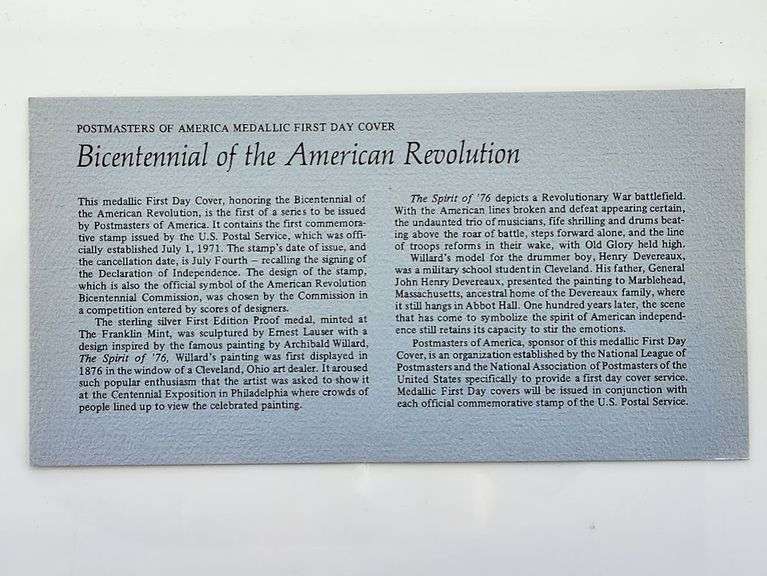 POSTMASTERS OF AMERICA MEDALLIC FIRST DAY COVER
Bicentennial of the American Revolution
This medallic First Day Cover, honoring the Bicentennial of
the American Revolution, is the first of a series to be issued
by Postmasters of America. It contains the first commemora-
tive stamp issued by the U.S. Postal Service, which was offi-
cially established July 1, 1971. The stamp's date of issue, and
the cancellation date, is July Fourth — recalling the signing of
the Declaration of Independence. The design of the stamp,
which is also the official symbol of the American Revolution
Bicentennial Commission, was chosen by the Commission in
a competition entered by scores of designers.
The sterling silver First Edition Proof medal, minted at
The Franklin Mint, was sculptured by Ernest Lauser with a
design inspired by the famous painting by Archibald Willard,
The Spirit of '76, Willard's painting was first displayed in
1876 in the window of a Cleveland, Ohio art dealer. It aroused
such popular enthusiasm that the artist was asked to show it
at the Centennial Exposition in Philadelphia where crowds of
people lined up to view the celebrated painting.
The Spirit of '76 depicts a Revolutionary War battlefield.
With the American lines broken and defeat appearing certain,
the undaunted trio of musicians, fife shrilling and drums beat-
ing above the roar of battle, steps forward alone, and the line
of troops reforms in their wake, with Old Glory held high.
Willard's model for the drummer boy, Henry Devereaux,
was a military school student in Cleveland. His father, General
John Henry Devereaux, presented the painting to Marblehead,
Massachusetts, ancestral home of the Devereaux family, where
it still hangs in Abbot Hall. One hundred years later, the scene
that has come to symbolize the spirit of American independ-
ence still retains its capacity to stir the emotions.
Postmasters of America, sponsor of this medallic First Day
Cover, is an organization established by the National League of
Postmasters and the National Association of Postmasters of the
United States specifically to provide a first day cover service.
Medallic First Day covers will be issued in conjunction with
each official commemorative stamp of the U.S. Postal Service.